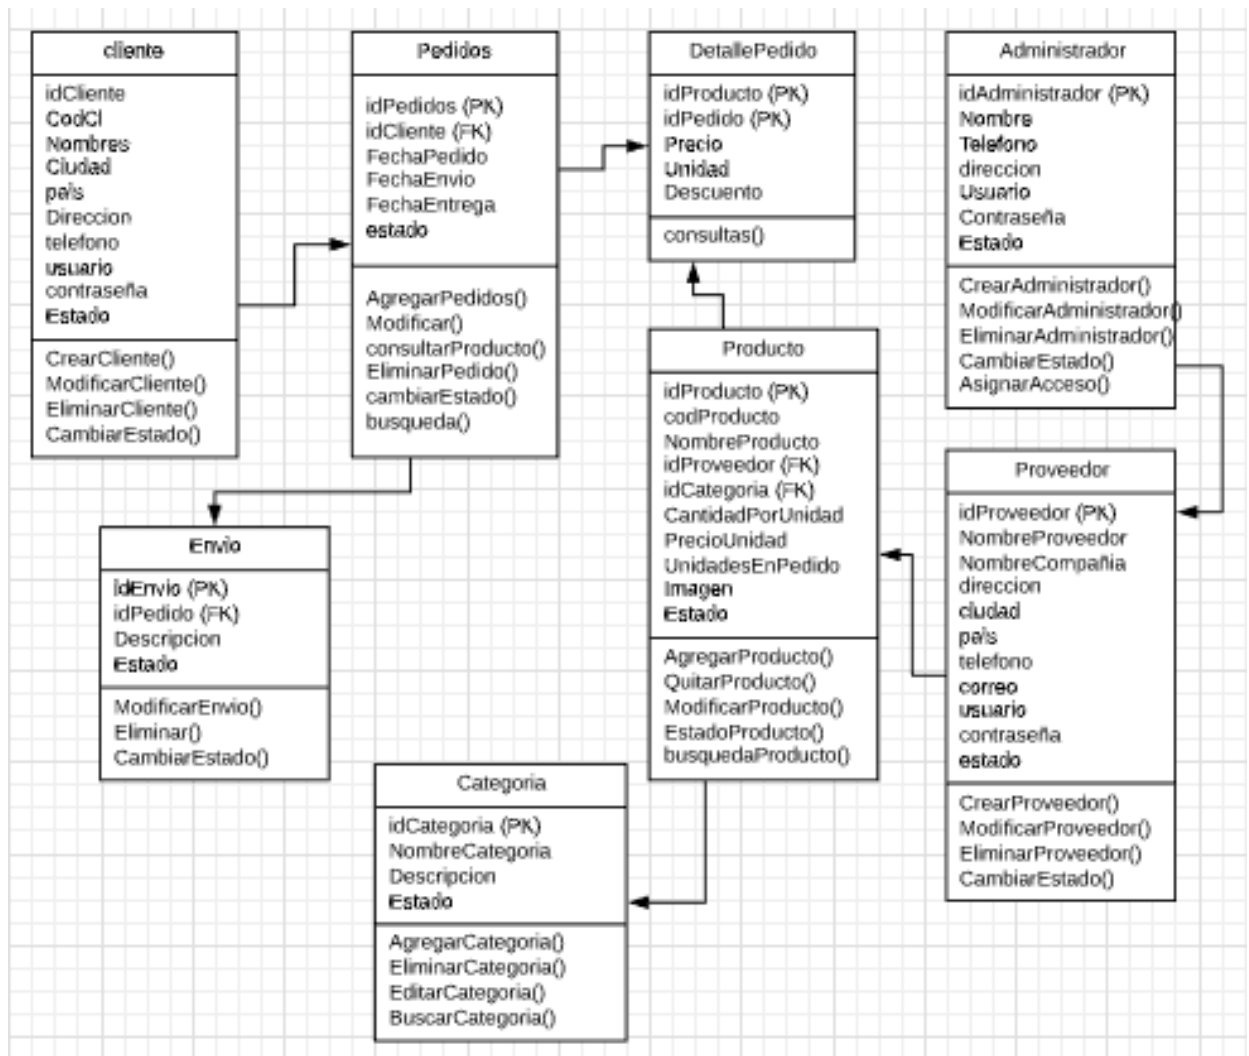 cliente
idCliente
CodCl
Nombres
Ciudad
país
Direccion
telefono
usuario
contraseña
Estado
CrearCliente()
ModificarCliente()
EliminarCliente()
CambiarEstado()
Pedidos
idPedidos (PK)
idCliente (FK)
FechaPedido
FechaEnvio
FechaEntrega
estado
AgregarPedidos()
Modificar()
consultarProducto()
EliminarPedido()
cambiarEstado()
busqueda()
DetallePedido
idProducto (PK)
idPedido (PK)
Precio
Unidad
Descuento
consultas()
Administrador
idAdministrador (PK)
Nombre
Telefono
direccion
Usuario
Contraseña
Estado
CrearAdministrador()
ModificarAdministrador()
EliminarAdministrador()
CambiarEstado()
AsignarAcceso()
Producto
idProducto (PK)
codProducto
NombreProducto
idProveedor (FK)
idCategoria (FK)
CantidadPorUnidad
PrecioUnidad
UnidadesEnPedido
Imagen
Estado
AgregarProducto()
QuitarProducto()
ModificarProducto()
EstadoProducto()
busquedaProducto()
Proveedor
idProveedor (PK)
NombreProveedor
NombreCompañia
direccion
ciudad
país
telefono
correo
usuario
contraseña
estado
CrearProveedor()
ModificarProveedor()
EliminarProveedor()
CambiarEstado()
Envio
idEnvio (PK)
idPedido (FK)
Descripcion
Estado
ModificarEnvio()
Eliminar()
CambiarEstado()
Categoria
idCategoria (PK)
NombreCategoria
Descripcion
Estado
AgregarCategoria()
EliminarCategoria()
EditarCategoria()
BuscarCategoria()